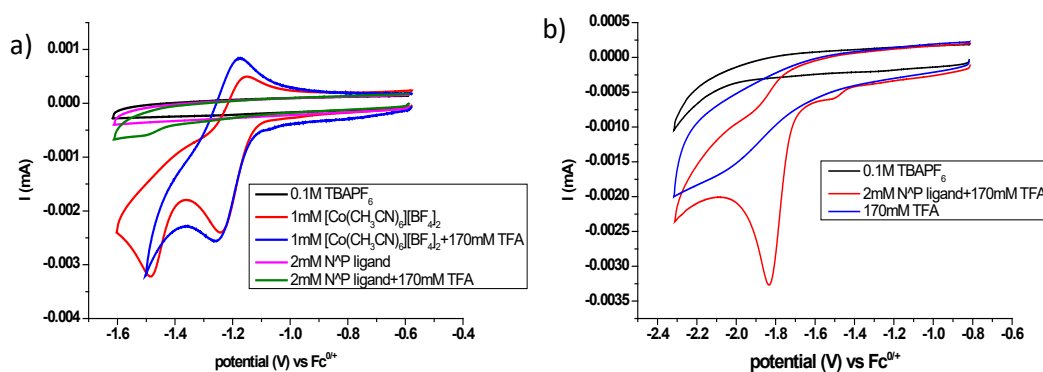 a)
I (mA)
0.001
0.000
-0.001
-0.002
-0.003
-0.004
0.1M TBAPF6
1mM [Co(CH3CN)6][BF4]2
1mM [Co(CH3CN)6][BF4]2+170mM TFA
2mM N^P ligand
2mM N^P ligand+170mM TFA
-1.6 -1.4 -1.2 -1.0 -0.8 -0.6 -0.4
potential (V) vs Fc0/+
b)
I (mA)
0.0005
0.0000
-0.0005
-0.0010
-0.0015
-0.0020
-0.0025
-0.0030
-0.0035
0.1M TBAPF6
2mM N^P ligand+170mM TFA
170mM TFA
-2.4 -2.2 -2.0 -1.8 -1.6 -1.4 -1.2 -1.0 -0.8 -0.6
potential (V) vs Fc0/+